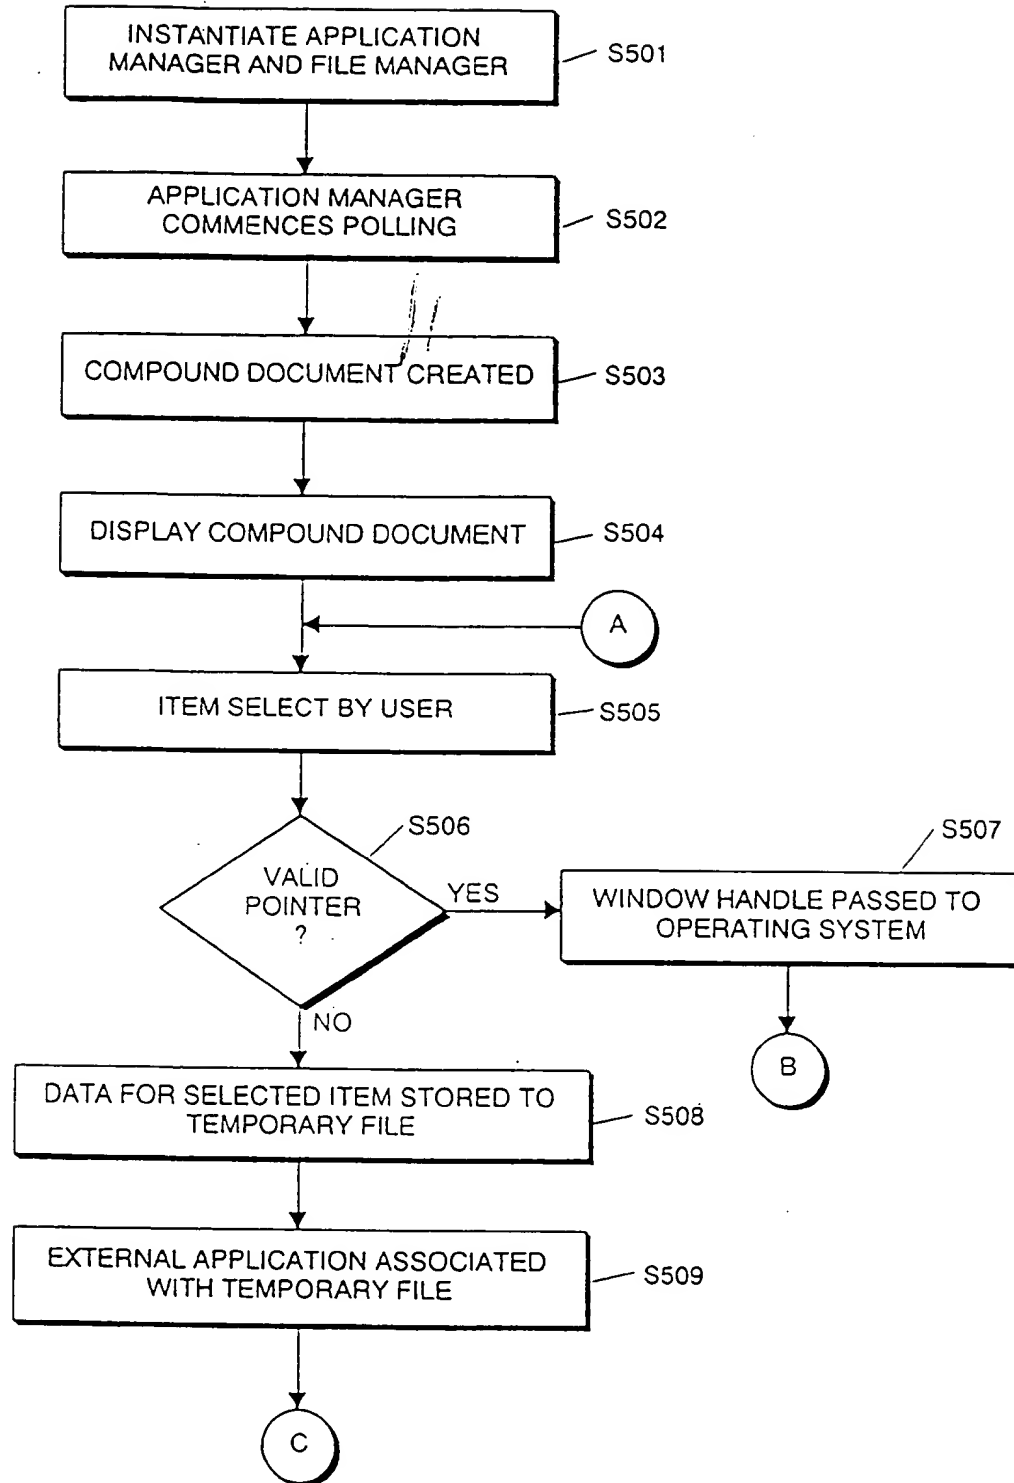 INSTANTIATE APPLICATION
MANAGER AND FILE MANAGER
S501
APPLICATION MANAGER
COMMENCES POLLING
S502
COMPOUND DOCUMENT CREATED
S503
DISPLAY COMPOUND DOCUMENT
S504
A
ITEM SELECT BY USER
S505
S506
VALID
POINTER
?
YES
S507
WINDOW HANDLE PASSED TO
OPERATING SYSTEM
NO
B
DATA FOR SELECTED ITEM STORED TO
TEMPORARY FILE
S508
EXTERNAL APPLICATION ASSOCIATED
WITH TEMPORARY FILE
S509
C